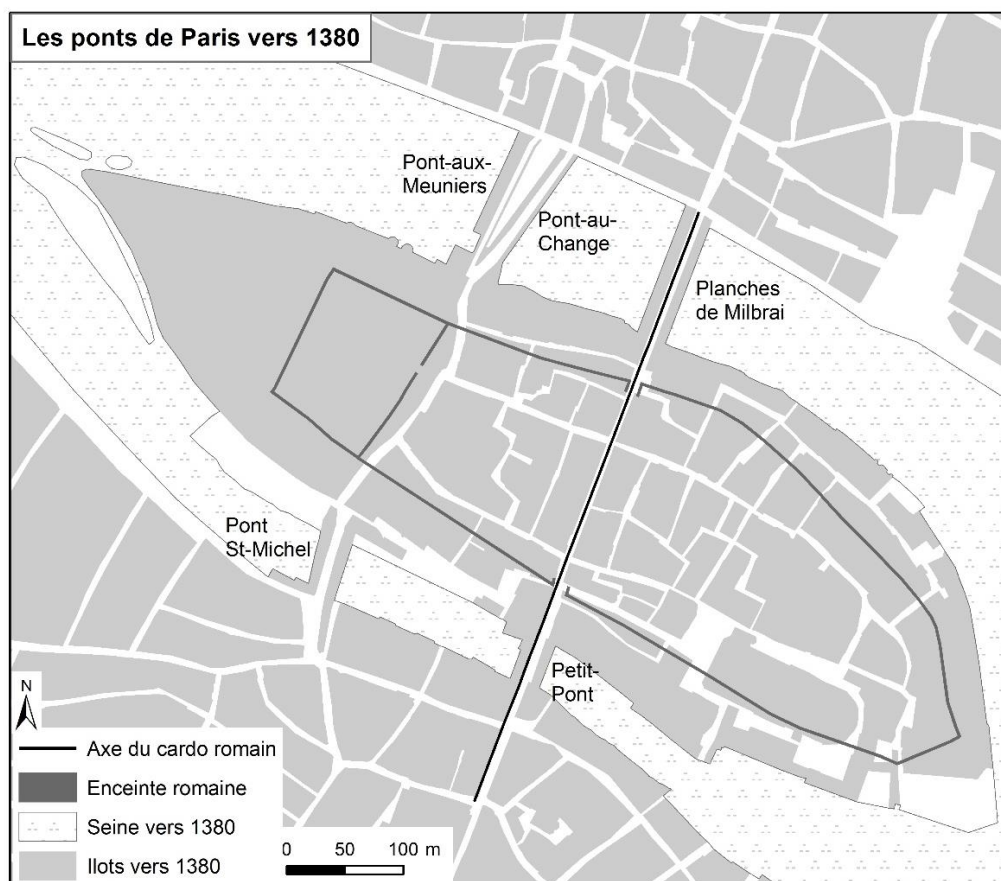 Les ponts de Paris vers 1380
Pont-aux-
Meuniers
Pont-au-
Change
Planches
de Milbrai
Pont
St-Michel
Petit-
Pont
N
Axe du cardo romain
Enceinte romaine
Seine vers 1380
Ilots vers 1380
0 50 100 m